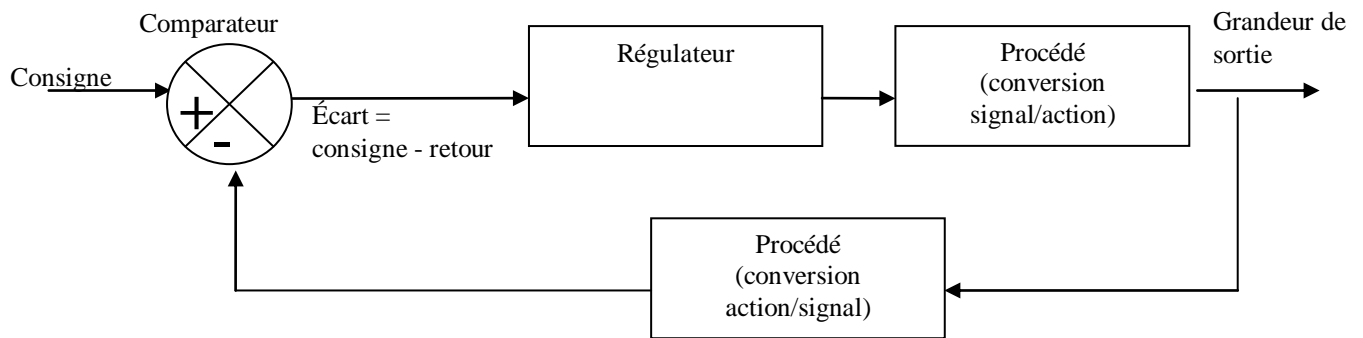 Comparateur
Consigne
+
-
Écart =
consigne - retour
Régulateur
Procédé
(conversion
signal/action)
Grandeur de
sortie
Procédé
(conversion
action/signal)